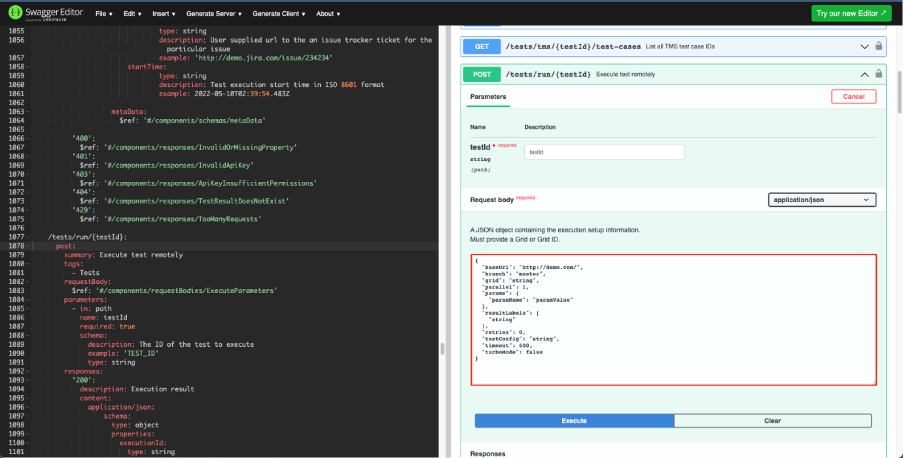 Swagger Editor
File
Edit
Insert
Generate Server
Generate Client
About
Try our new Editor
1055 type: string
1056 description: User supplied url to the an issue tracker ticket for the
particular issue
1057 example: 'http://demo.jira.com/issue/234Z34'
1058 startTime:
1059 type: string
1060 description: Test execution start time in ISO 8601 format
1061 example: 2022-05-10T02:39:54.483Z
1062
1063 metaData:
1064 $ref: '#/components/schemas/metaData'
1065
1066 '400':
1067 $ref: '#/components/responses/InvalidOrMissingProperty'
1068 '401':
1069 $ref: '#/components/responses/InvalidApiKey'
1070 '403':
1071 $ref: '#/components/responses/ApiKeyInsufficientPermissions'
1072 '404':
1073 $ref: '#/components/responses/TestResultDoesNotExist'
1074 '429':
1075 $ref: '#/components/responses/TooManyRequests'
1076
1077 /tests/run/{testId}:
1078 post:
1079 summary: Execute test remotely
1080 tags:
1081 - Tests
1082 requestBody:
1083 $ref: '#/components/requestBodies/ExecuteParameters'
1084 parameters:
1085 - in: path
1086 name: testId
1087 required: true
1088 schema:
1089 description: The ID of the test to execute
1090 example: 'TEST_ID'
1091 type: string
1092 responses:
1093 '200':
1094 description: Execution result
1095 content:
1096 application/json:
1097 schema:
1098 type: object
1099 properties:
1100 executionId:
1101 type: string
GET /tests/tms/{testId}/test-cases List all TMS test case IDs
POST /tests/run/{testId} Execute test remotely
Parameters
Cancel
Name Description
testId * required
string
(path)
testId
Request body required
application/json
A JSON object containing the execution setup information.
Must provide a Grid or Grid ID.
{
"baseUrl": "http://demo.com/",
"branch": "master",
"grid": "string",
"parallel": 1,
"params": {
"paramName": "paramValue"
},
"resultLabels": [
"string"
],
"retries": 0,
"testConfig": "string",
"timeout": 600,
"turboMode": false
}
Execute
Clear
Responses